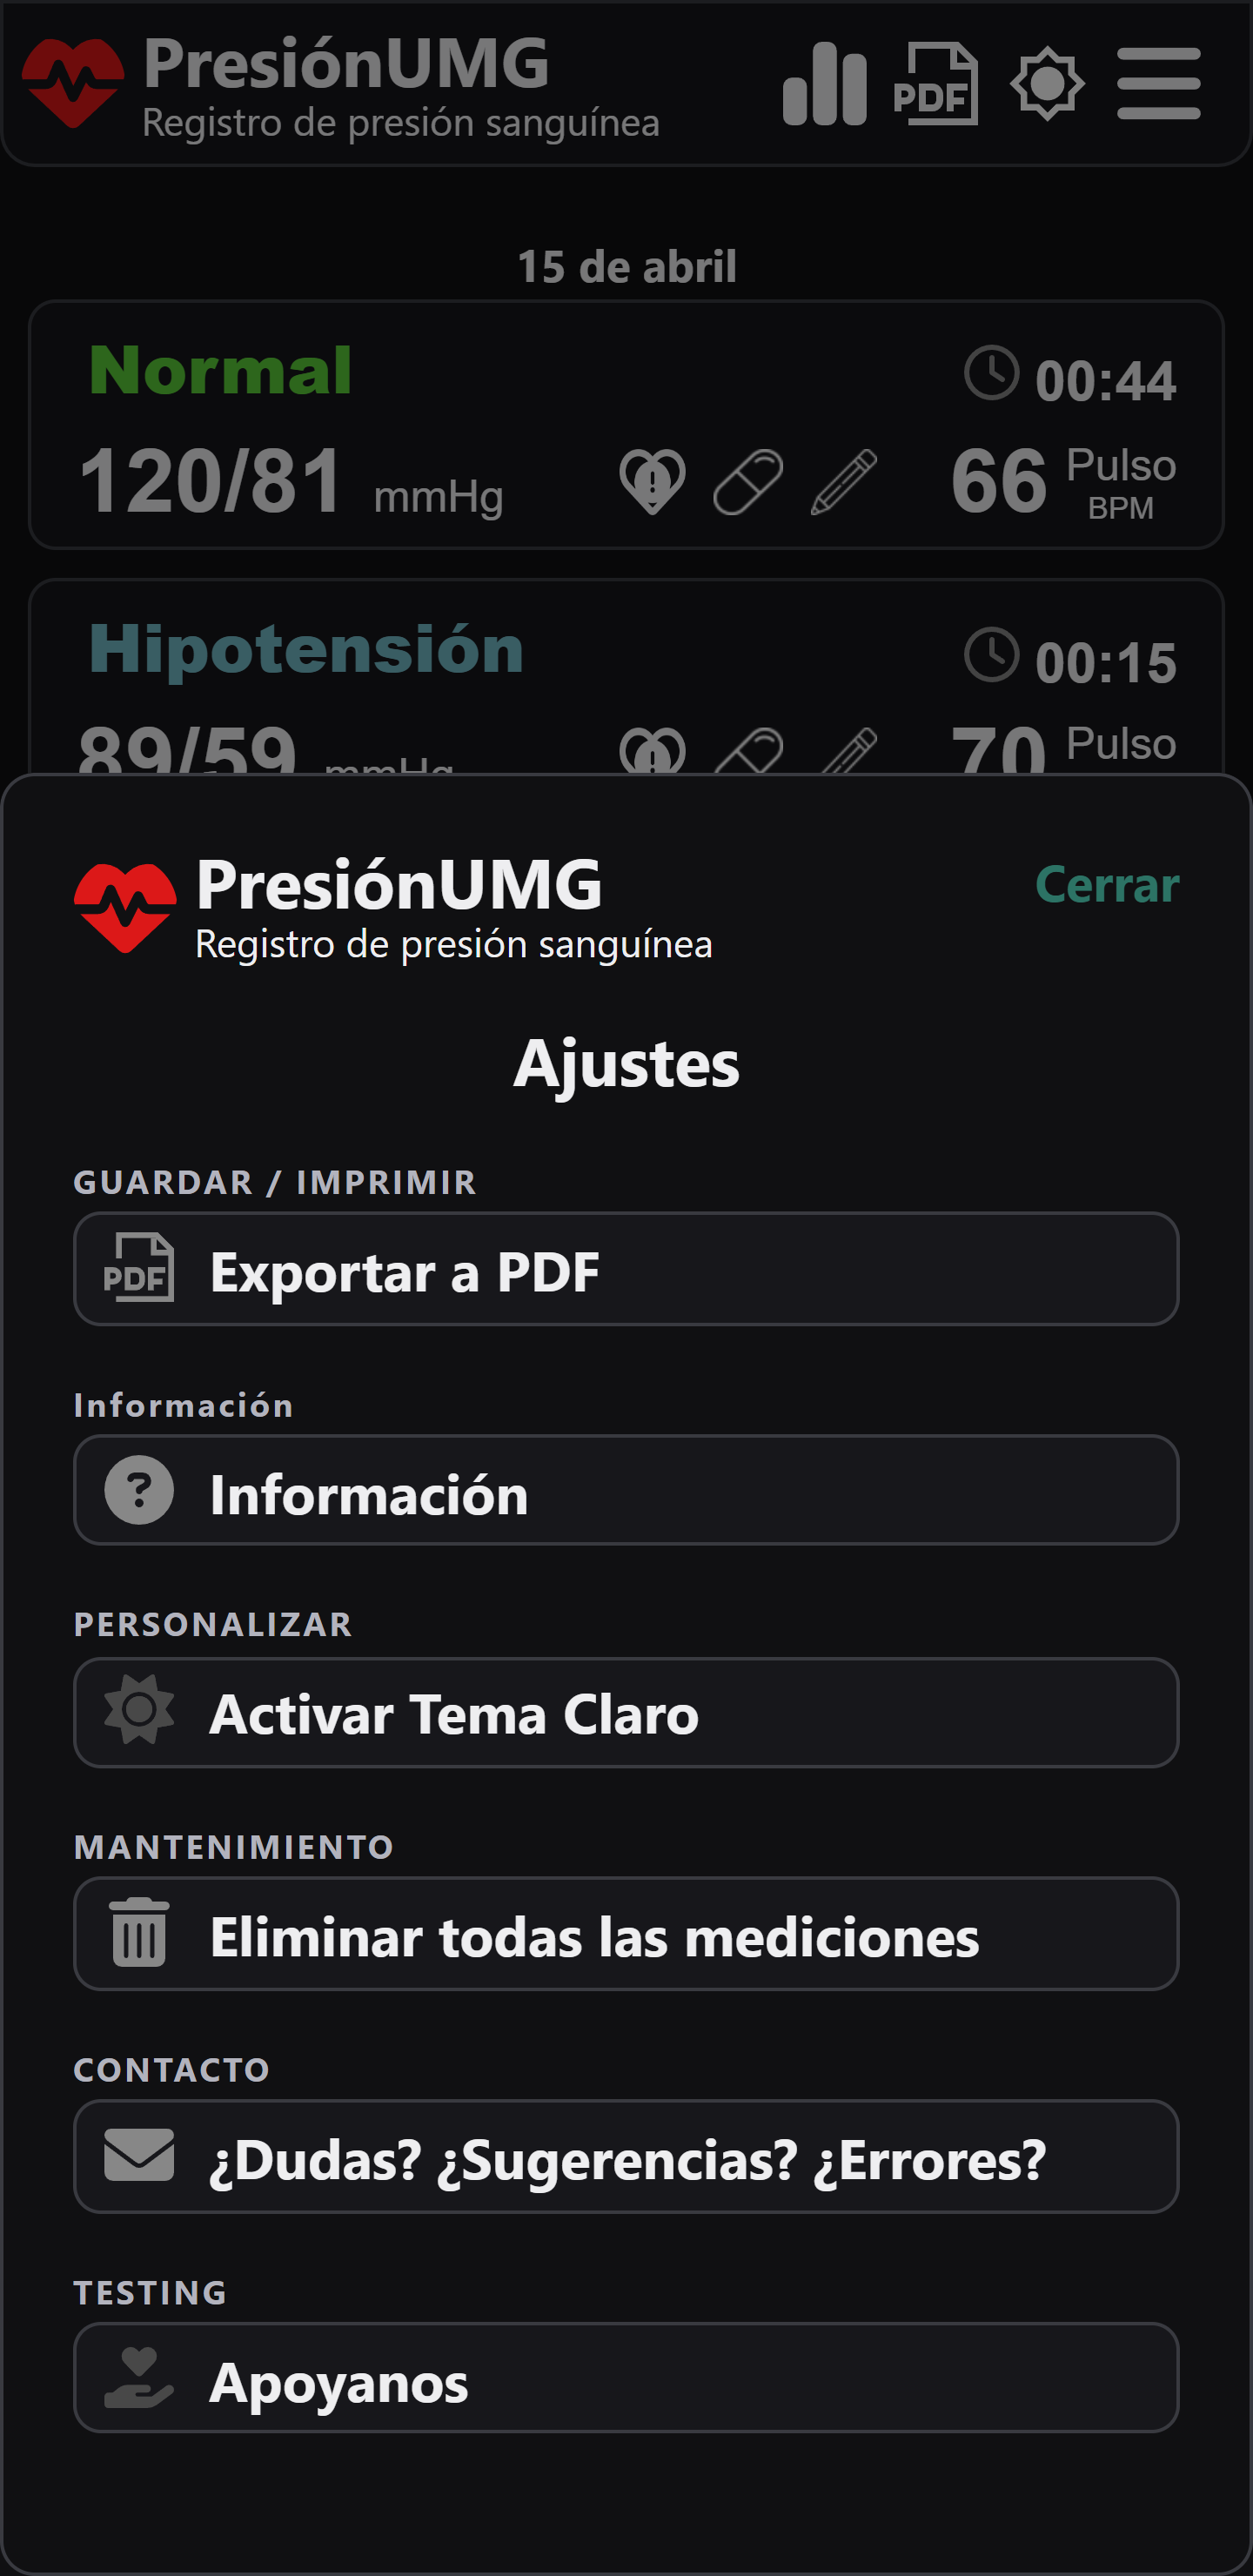 PresiónUMG
Registro de presión sanguínea
PDF
15 de abril
Normal
00:44
120/81 mmHg
66 Pulso
BPM
Hipotensión
00:15
89/59 mmHg
70 Pulso
PresiónUMG
Registro de presión sanguínea
Cerrar
Ajustes
GUARDAR / IMPRIMIR
PDF Exportar a PDF
Información
? Información
PERSONALIZAR
Activar Tema Claro
MANTENIMIENTO
Eliminar todas las mediciones
CONTACTO
¿Dudas? ¿Sugerencias? ¿Errores?
TESTING
Apoyanos